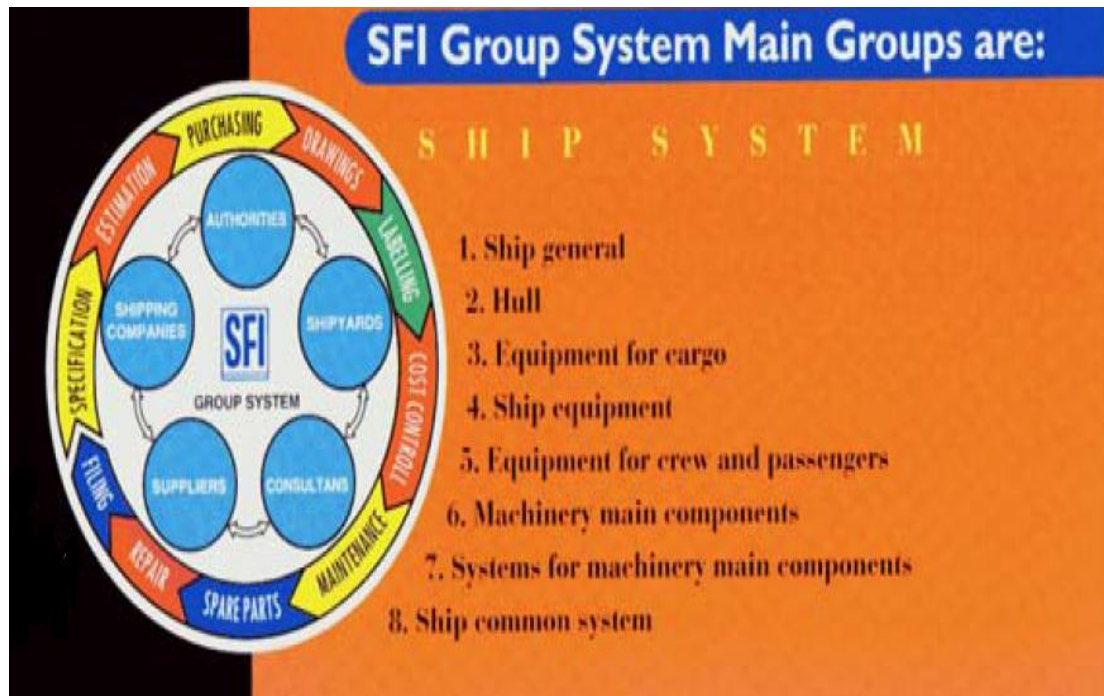 SFI Group System Main Groups are:
SHIP SYSTEM
1. Ship general
2. Hull
3. Equipment for cargo
4. Ship equipment
5. Equipment for crew and passengers
6. Machinery main components
7. Systems for machinery main components
8. Ship common system
PURCHASING
DRAWINGS
LABELLING
COST CONTROLL
MAINTENANCE
SPARE PARTS
REPAIR
FILING
SPECIFICATION
ESTIMATION
AUTHORITIES
SHIPYARDS
CONSULTANS
SUPPLIERS
SHIPPING
COMPANIES
SFI
GROUP SYSTEM